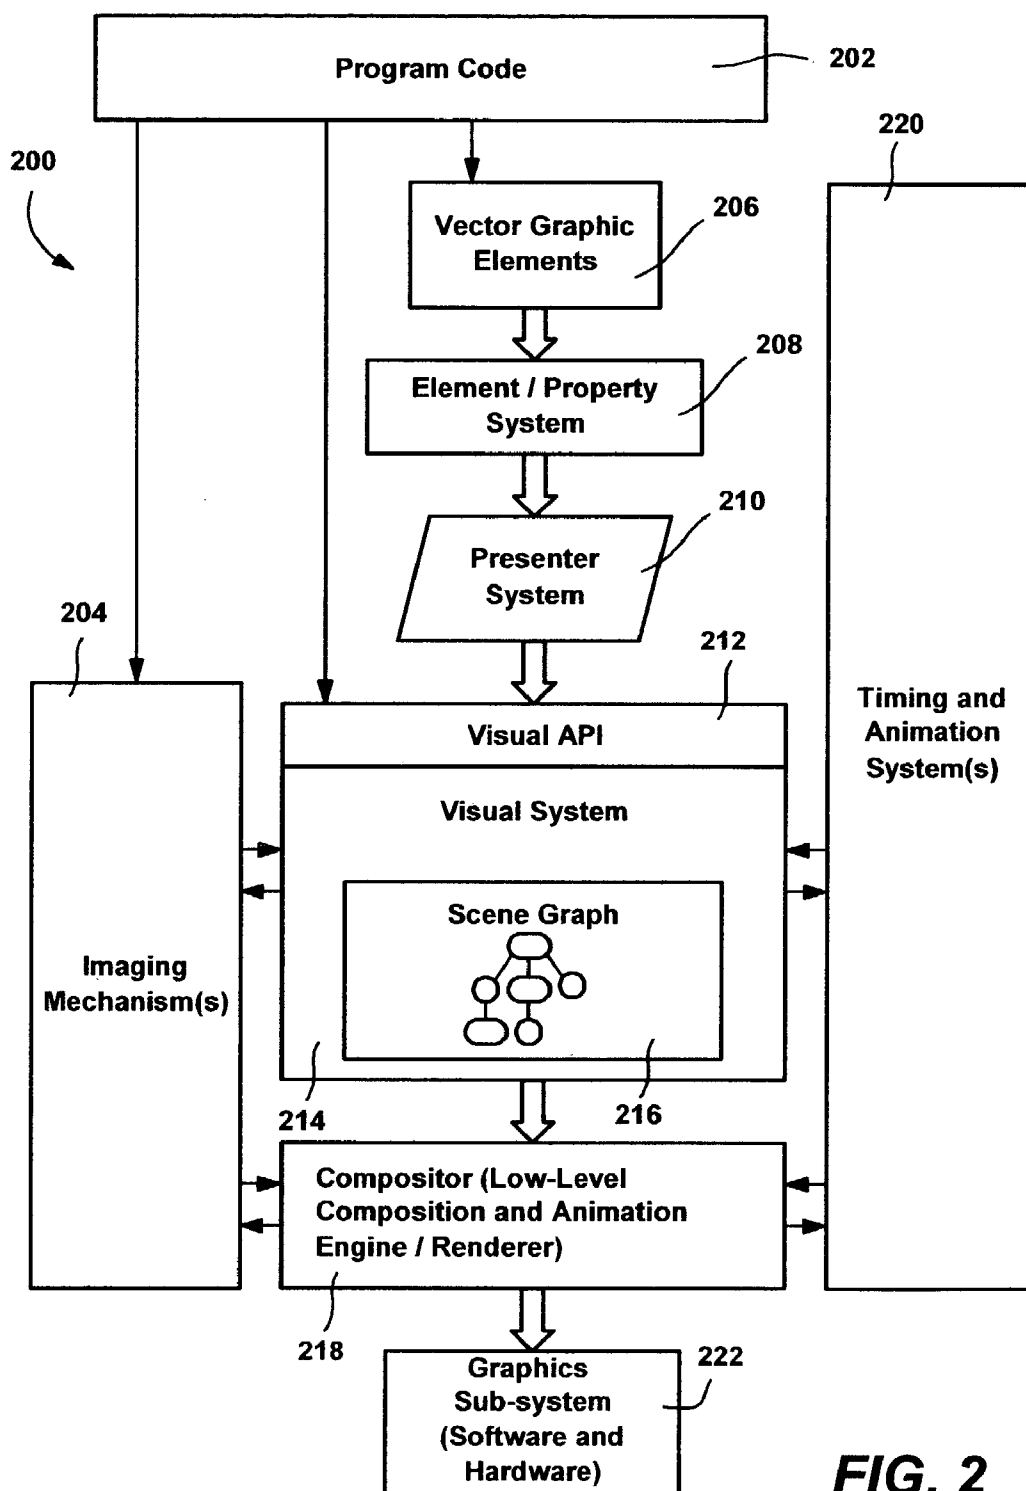 Program Code
202
220
200
Vector Graphic
Elements
206
Element / Property
System
208
Presenter
System
210
204
212
Visual API
Timing and
Animation
System(s)
Visual System
Scene Graph
Imaging
Mechanism(s)
214
216
Compositor (Low-Level
Composition and Animation
Engine / Renderer)
218
222
Graphics
Sub-system
(Software and
Hardware)
FIG. 2